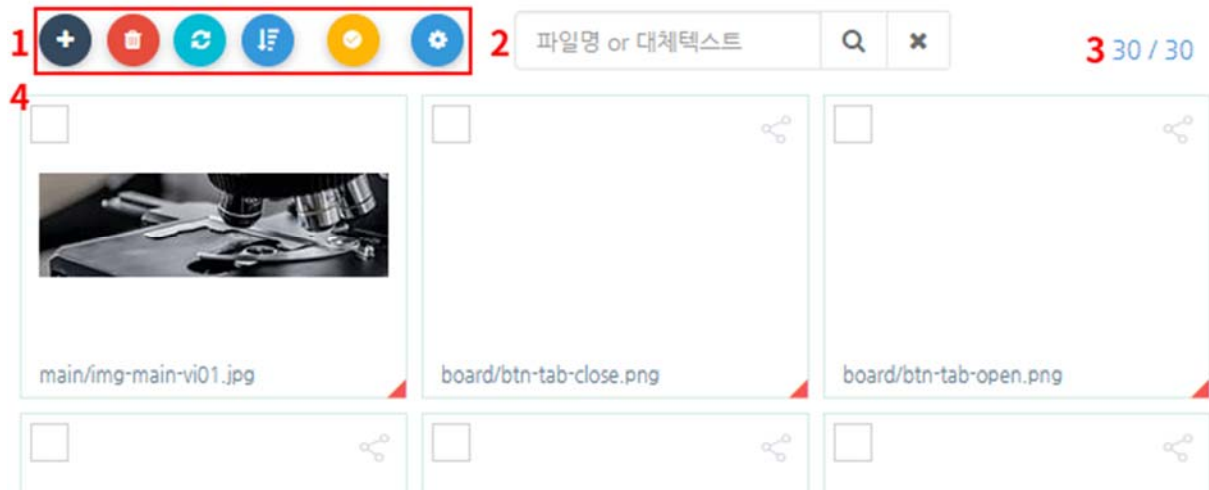 1 2 파일명 or 대체텍스트 3 30 / 30
4
main/img-main-vi01.jpg board/btn-tab-close.png board/btn-tab-open.png